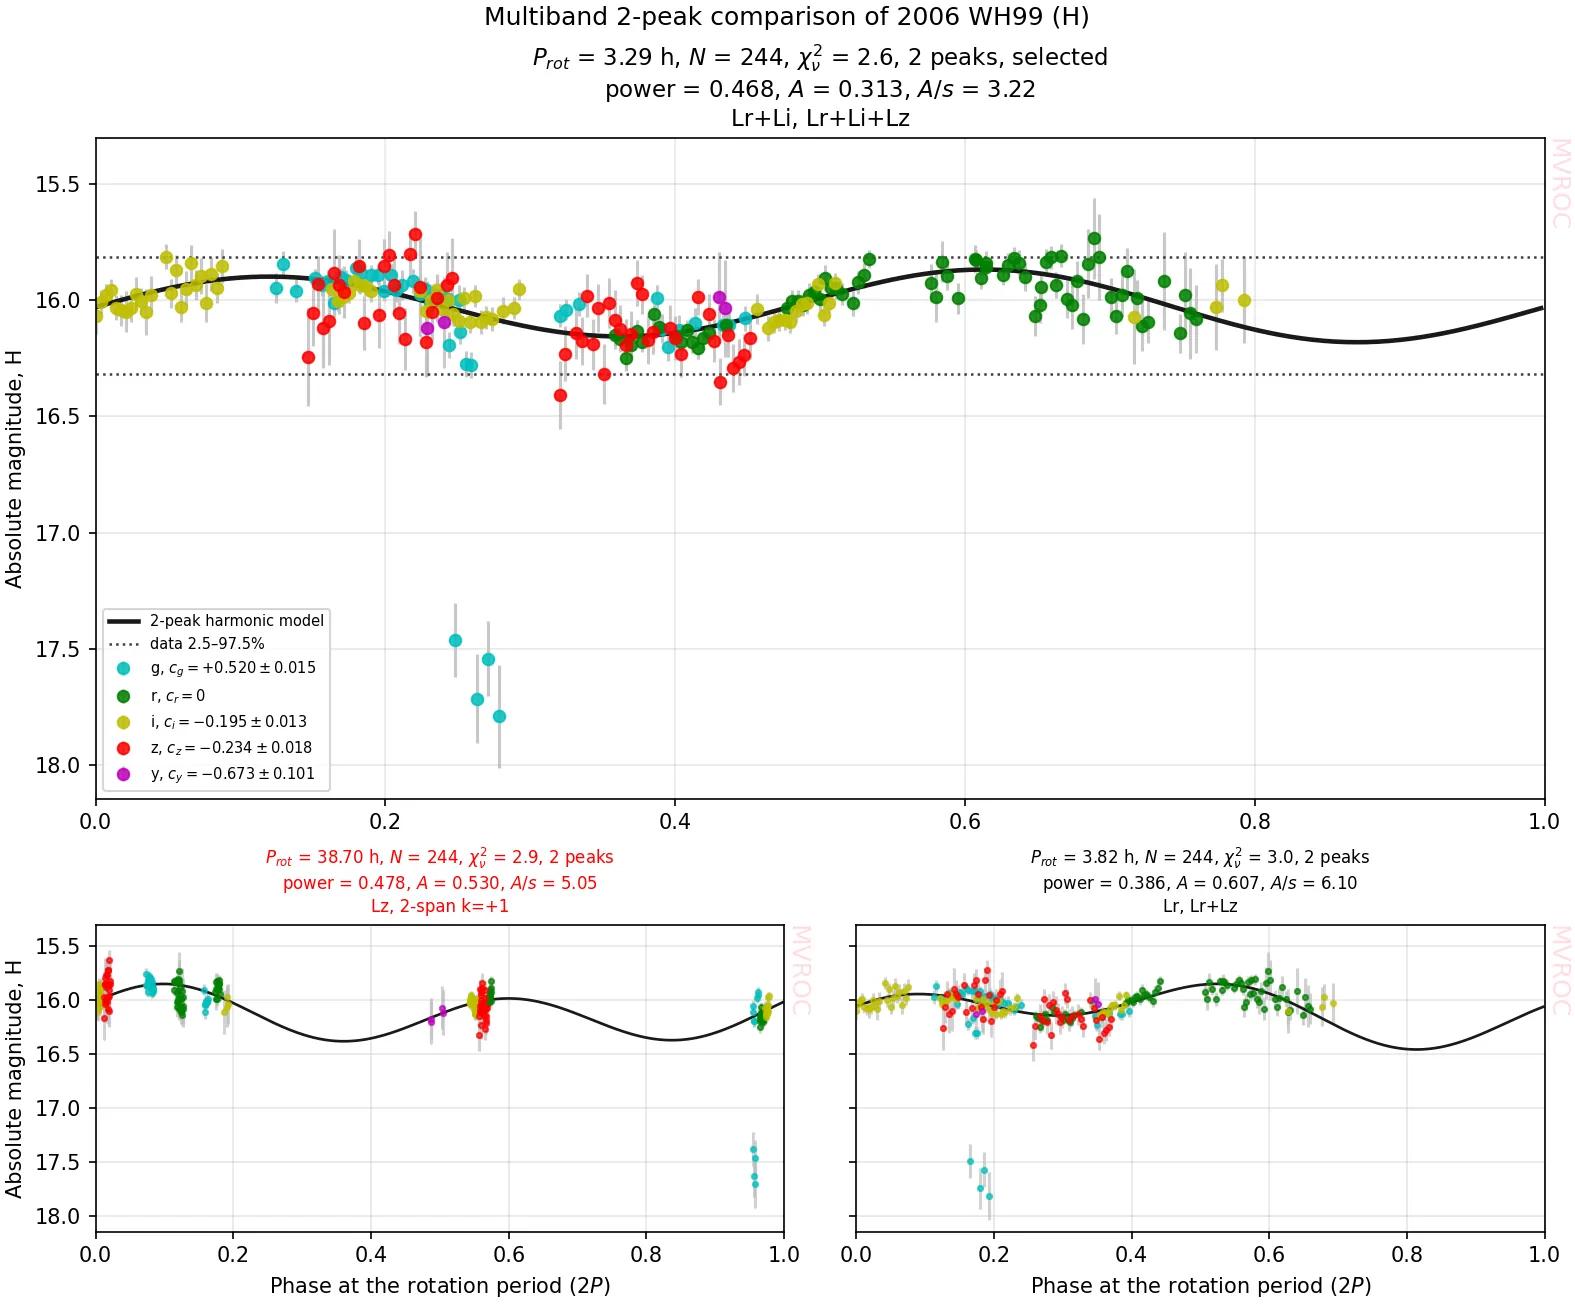 Multiband 2-peak comparison of 2006 WH99 (H)
P_rot = 3.29 h, N = 244, χ²_ν = 2.6, 2 peaks, selected
power = 0.468, A = 0.313, A/s = 3.22
Lr+Li, Lr+Li+Lz
MVROC
Absolute magnitude, H
15.5
16.0
16.5
17.0
17.5
18.0
2-peak harmonic model
data 2.5–97.5%
g, c_g = +0.520 ± 0.015
r, c_r = 0
i, c_i = −0.195 ± 0.013
z, c_z = −0.234 ± 0.018
y, c_y = −0.673 ± 0.101
0.0 0.2 0.4 0.6 0.8 1.0
P_rot = 38.70 h, N = 244, χ²_ν = 2.9, 2 peaks
power = 0.478, A = 0.530, A/s = 5.05
Lz, 2-span k=+1
MVROC
Absolute magnitude, H
15.5
16.0
16.5
17.0
17.5
18.0
0.0 0.2 0.4 0.6 0.8 1.0
Phase at the rotation period (2P)
P_rot = 3.82 h, N = 244, χ²_ν = 3.0, 2 peaks
power = 0.386, A = 0.607, A/s = 6.10
Lr, Lr+Lz
MVROC
0.0 0.2 0.4 0.6 0.8 1.0
Phase at the rotation period (2P)